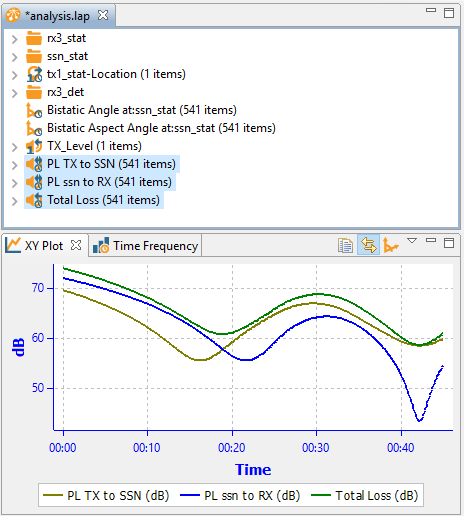 *analysis.lap
rx3_stat
ssn_stat
tx1_stat-Location (1 items)
rx3_det
Bistatic Angle at:ssn_stat (541 items)
Bistatic Aspect Angle at:ssn_stat (541 items)
TX_Level (1 items)
PL TX to SSN (541 items)
PL ssn to RX (541 items)
Total Loss (541 items)
XY Plot Time Frequency
70
60
50
dB
00:00 00:10 00:20 00:30 00:40
Time
PL TX to SSN (dB) PL ssn to RX (dB) Total Loss (dB)